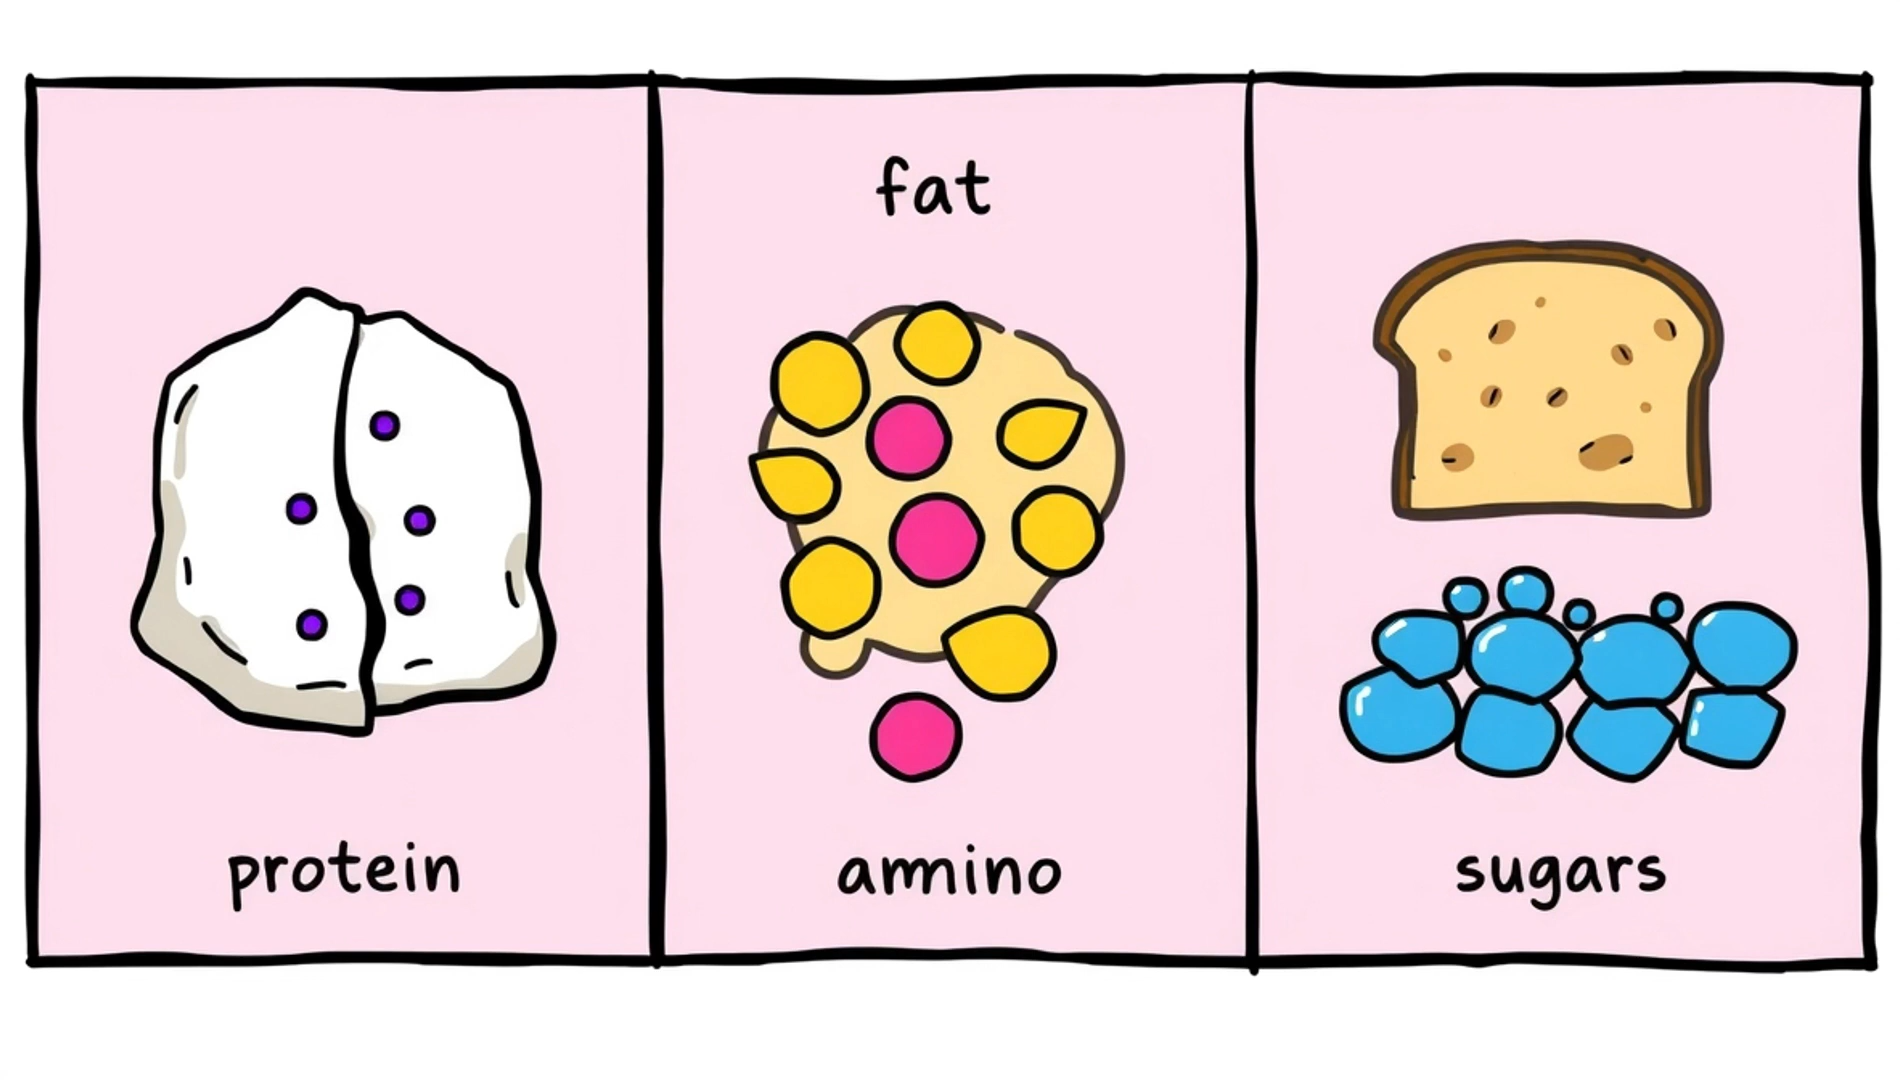 fat
protein
amino
sugars